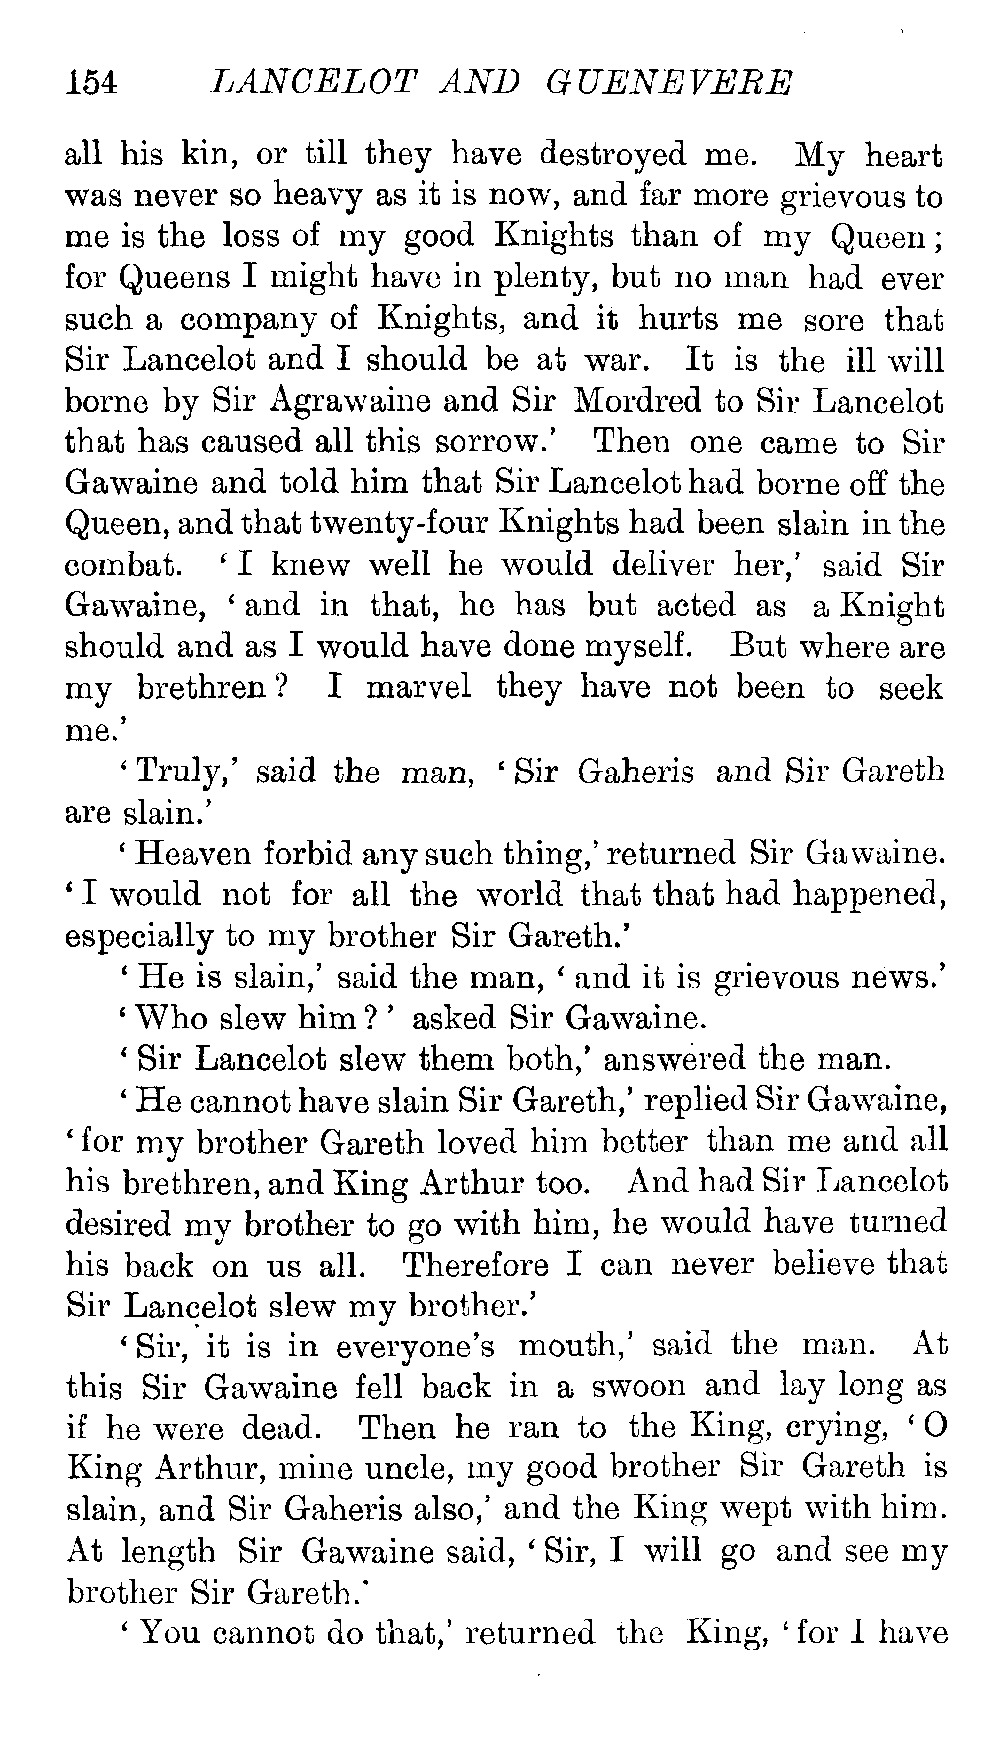 154 LANCELOT AND GUENEVERE
all his kin, or till they have destroyed me. My heart
was never so heavy as it is now, and far more grievous to
me is the loss of my good Knights than of my Queen;
for Queens I might have in plenty, but no man had ever
such a company of Knights, and it hurts me sore that
Sir Lancelot and I should be at war. It is the ill will
borne by Sir Agrawaine and Sir Mordred to Sir Lancelot
that has caused all this sorrow.' Then one came to Sir
Gawaine and told him that Sir Lancelot had borne off the
Queen, and that twenty-four Knights had been slain in the
combat. 'I knew well he would deliver her,' said Sir
Gawaine, 'and in that, he has but acted as a Knight
should and as I would have done myself. But where are
my brethren? I marvel they have not been to seek
me.'
'Truly,' said the man, 'Sir Gaheris and Sir Gareth
are slain.'
'Heaven forbid any such thing,' returned Sir Gawaine.
'I would not for all the world that that had happened,
especially to my brother Sir Gareth.'
'He is slain,' said the man, 'and it is grievous news.'
'Who slew him?' asked Sir Gawaine.
'Sir Lancelot slew them both,' answered the man.
'He cannot have slain Sir Gareth,' replied Sir Gawaine,
'for my brother Gareth loved him better than me and all
his brethren, and King Arthur too. And had Sir Lancelot
desired my brother to go with him, he would have turned
his back on us all. Therefore I can never believe that
Sir Lancelot slew my brother.'
'Sir, it is in everyone's mouth,' said the man. At
this Sir Gawaine fell back in a swoon and lay long as
if he were dead. Then he ran to the King, crying, 'O
King Arthur, mine uncle, my good brother Sir Gareth is
slain, and Sir Gaheris also,' and the King wept with him.
At length Sir Gawaine said, 'Sir, I will go and see my
brother Sir Gareth.'
'You cannot do that,' returned the King, 'for I have